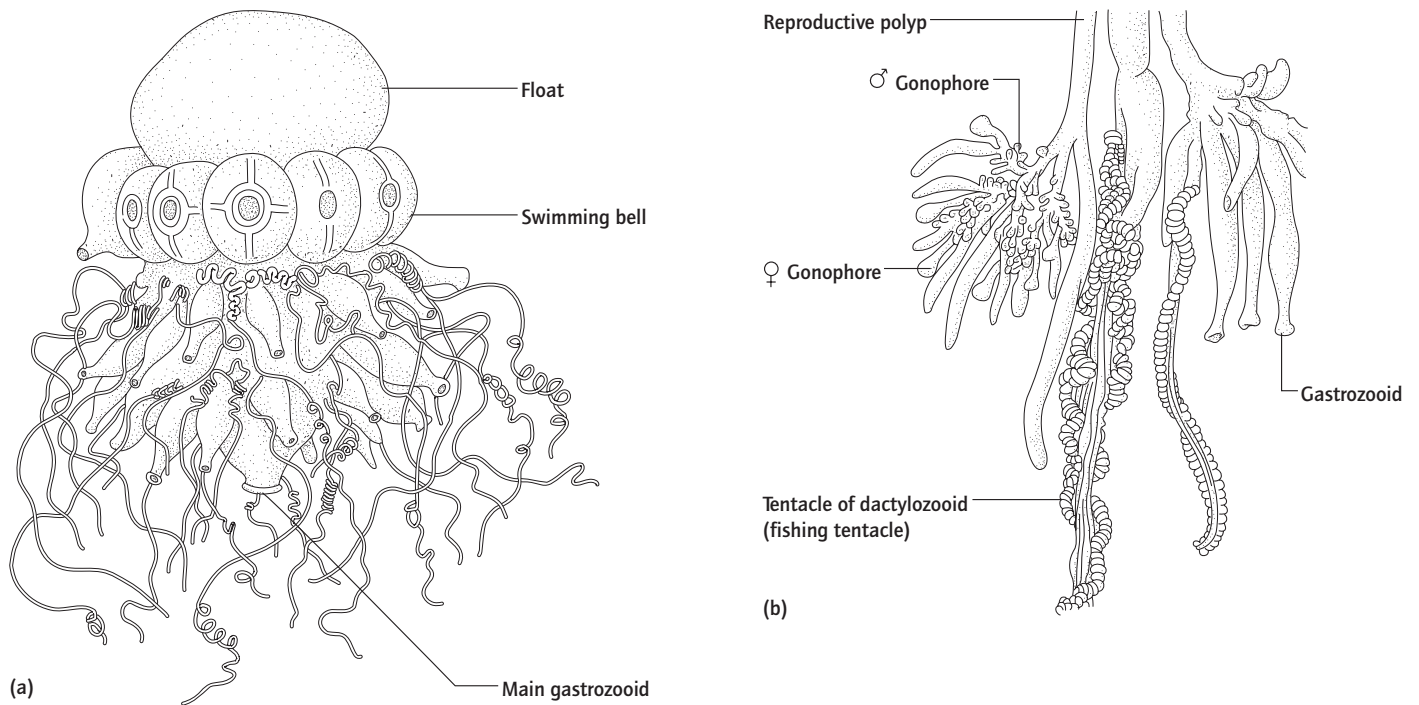 Float
Swimming bell
Main gastrozooid
(a)
Reproductive polyp
♂ Gonophore
♀ Gonophore
Gastrozooid
Tentacle of dactylozooid
(fishing tentacle)
(b)